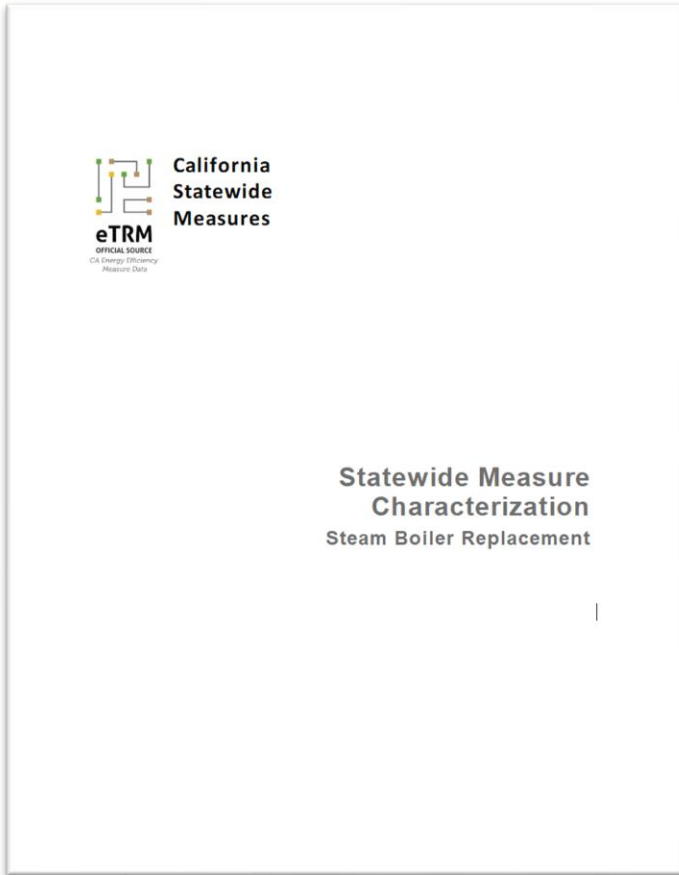 California
Statewide
Measures
eTRM
OFFICIAL SOURCE
CA Energy Efficiency
Measure Data
Statewide Measure
Characterization
Steam Boiler Replacement